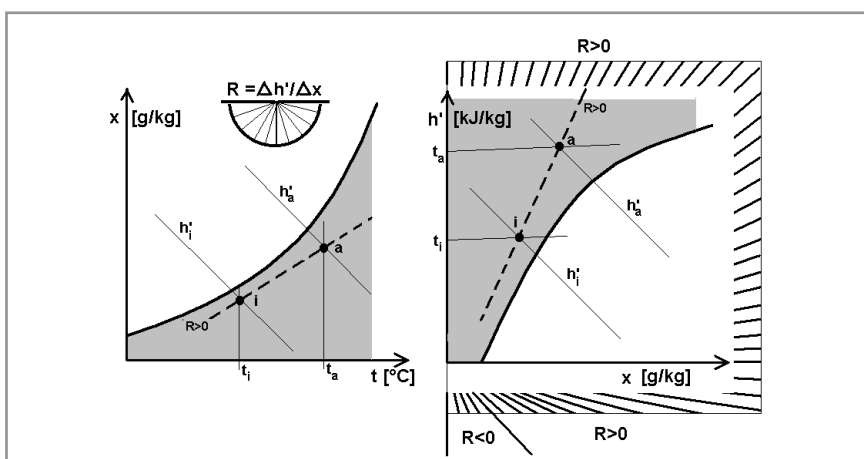 R =Δh'/Δx
x [g/kg]
h'a
h'i
a
i
R>0
ti
ta
t [°C]
R>0
h' [kJ/kg]
R>0
ta
a
h'a
i
ti
h'i
x [g/kg]
R<0
R>0